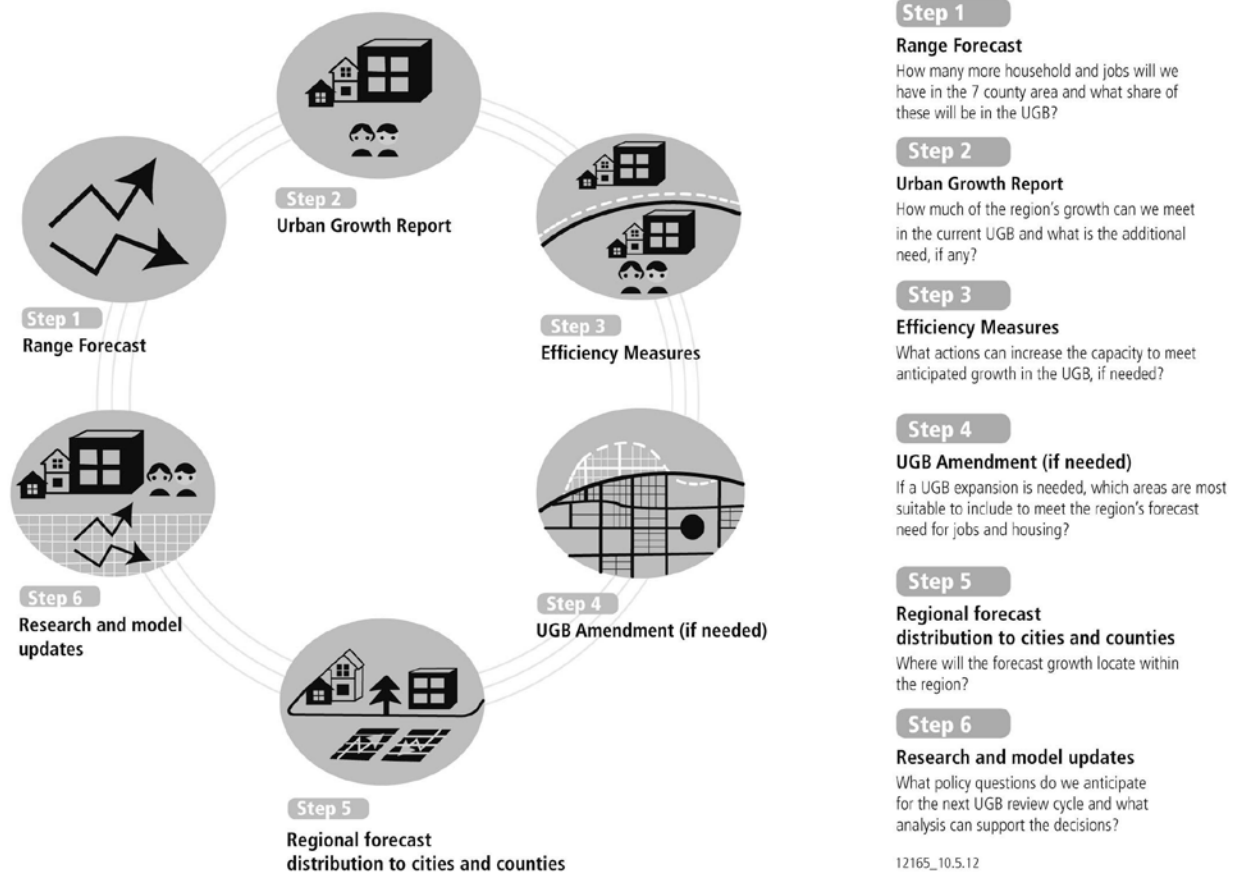 Step 1
Range Forecast
Step 2
Urban Growth Report
Step 3
Efficiency Measures
Step 4
UGB Amendment (if needed)
Step 5
Regional forecast
distribution to cities and counties
Step 6
Research and model
updates
Step 1
Range Forecast
How many more household and jobs will we
have in the 7 county area and what share of
these will be in the UGB?
Step 2
Urban Growth Report
How much of the region's growth can we meet
in the current UGB and what is the additional
need, if any?
Step 3
Efficiency Measures
What actions can increase the capacity to meet
anticipated growth in the UGB, if needed?
Step 4
UGB Amendment (if needed)
If a UGB expansion is needed, which areas are most
suitable to include to meet the region's forecast
need for jobs and housing?
Step 5
Regional forecast
distribution to cities and counties
Where will the forecast growth locate within
the region?
Step 6
Research and model updates
What policy questions do we anticipate
for the next UGB review cycle and what
analysis can support the decisions?
12165_10.5.12